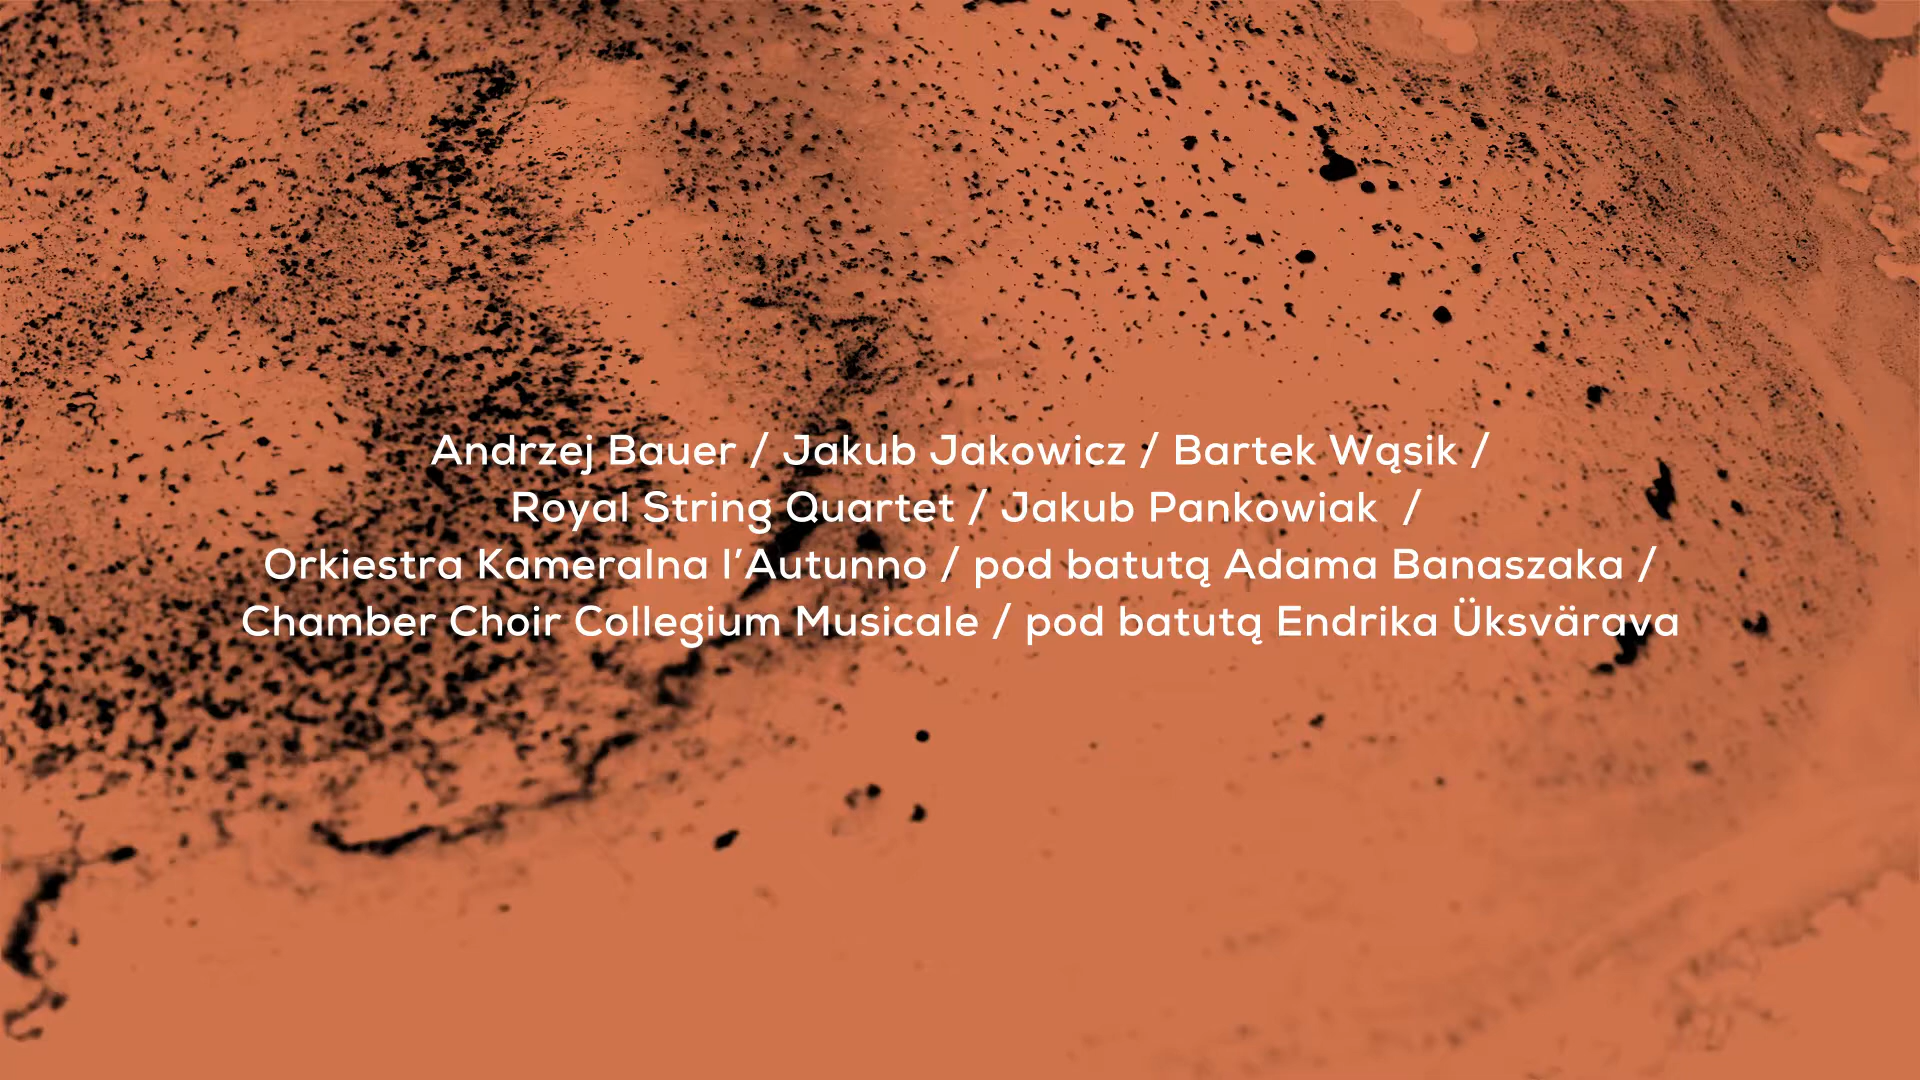 Andrzej Bauer / Jakub Jakowicz / Bartek Wąsik /
Royal String Quartet / Jakub Pankowiak /
Orkiestra Kameralna l’Autunno / pod batutą Adama Banaszaka /
Chamber Choir Collegium Musicale / pod batutą Endrika Üksvärava